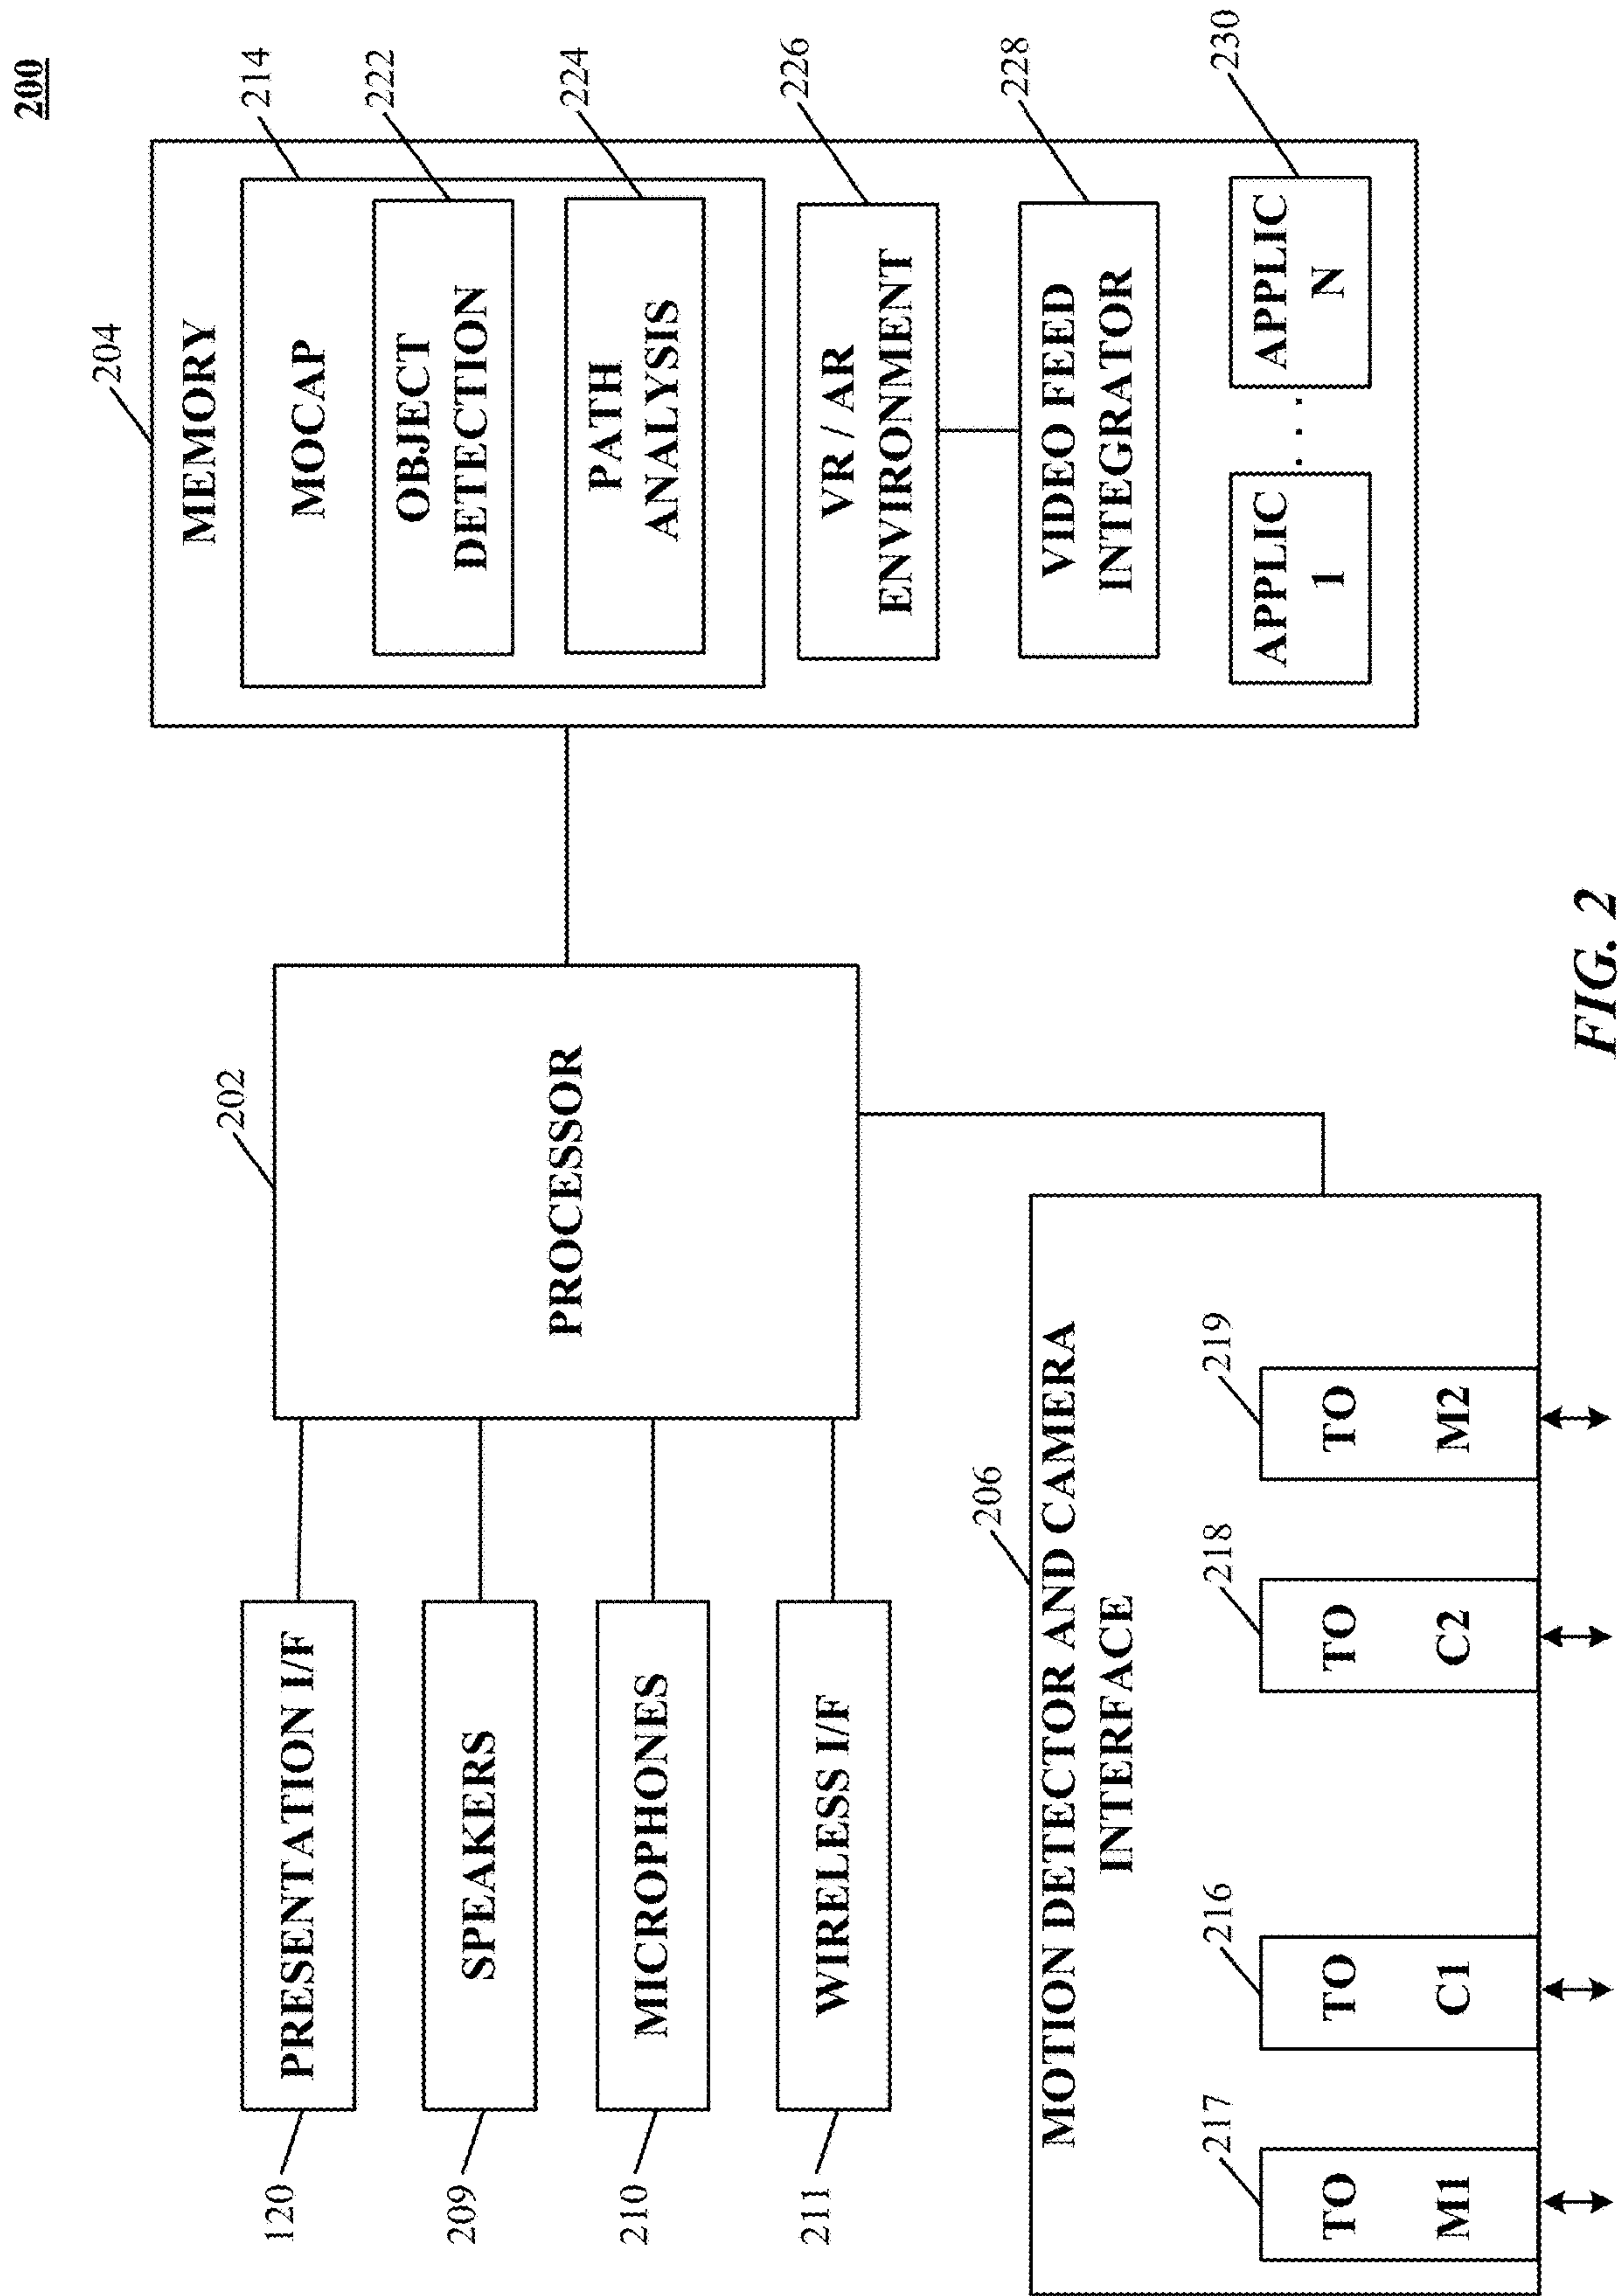 200
204
MEMORY
MOCAP
214
OBJECT
DETECTION
222
PATH
ANALYSIS
224
VR / AR
ENVIRONMENT
226
VIDEO FEED
INTEGRATOR
228
APPLIC
1
. . .
APPLIC
N
230
202
PROCESSOR
120
PRESENTATION I/F
209
SPEAKERS
210
MICROPHONES
211
WIRELESS I/F
206
MOTION DETECTOR AND CAMERA
INTERFACE
217
TO
M1
216
TO
C1
218
TO
C2
219
TO
M2
FIG. 2